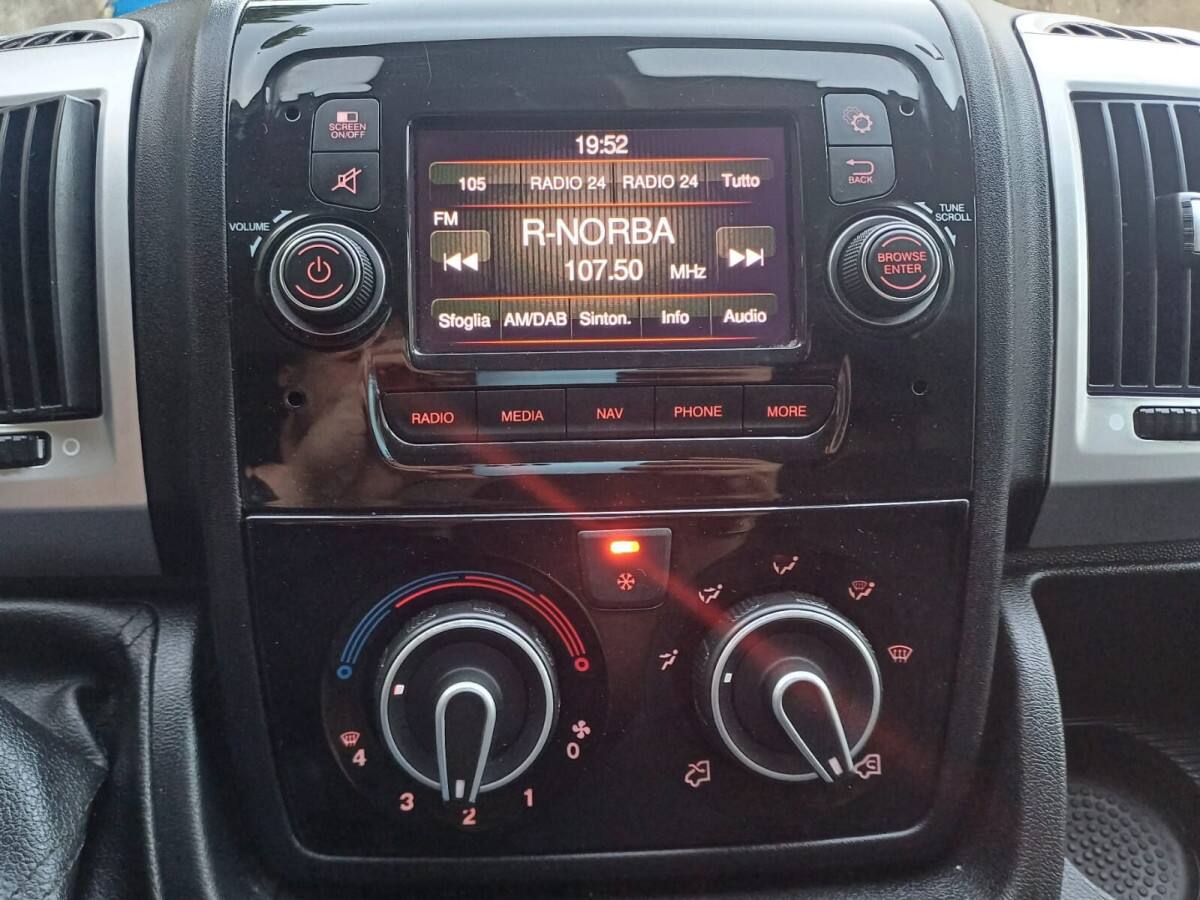 SCREEN
ON/OFF
VOLUME
19:52
105 RADIO 24 RADIO 24 Tutto
FM
R-NORBA
107.50 MHz
Sfoglia AM/DAB Sinton. Info Audio
BACK
TUNE
SCROLL
BROWSE
ENTER
RADIO MEDIA NAV PHONE MORE
4
3
2
1
0